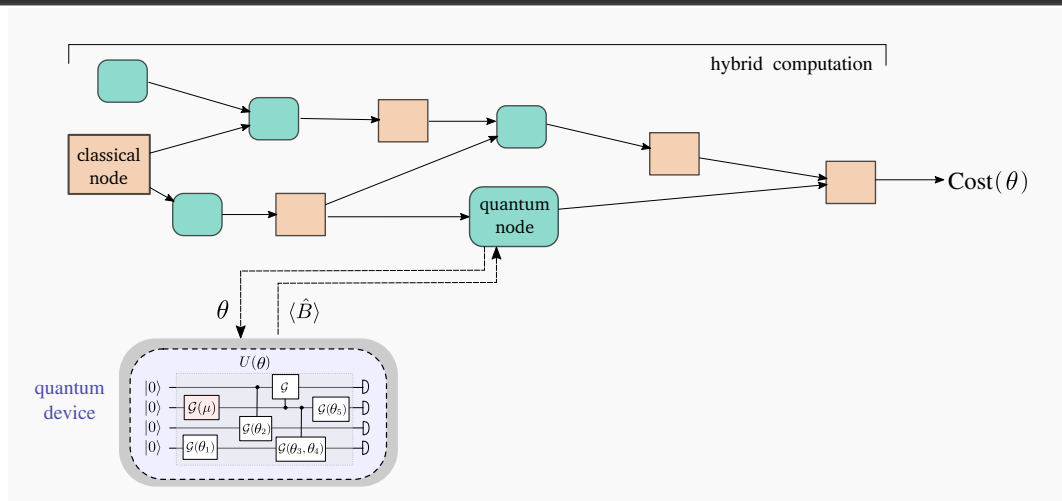 hybrid computation
classical
node
quantum
node
Cost(θ)
θ
⟨B̂⟩
quantum
device
U(θ)
|0⟩
𝒢
|0⟩
𝒢(μ)
𝒢(θ₅)
|0⟩
𝒢(θ₂)
|0⟩
𝒢(θ₁)
𝒢(θ₃, θ₄)